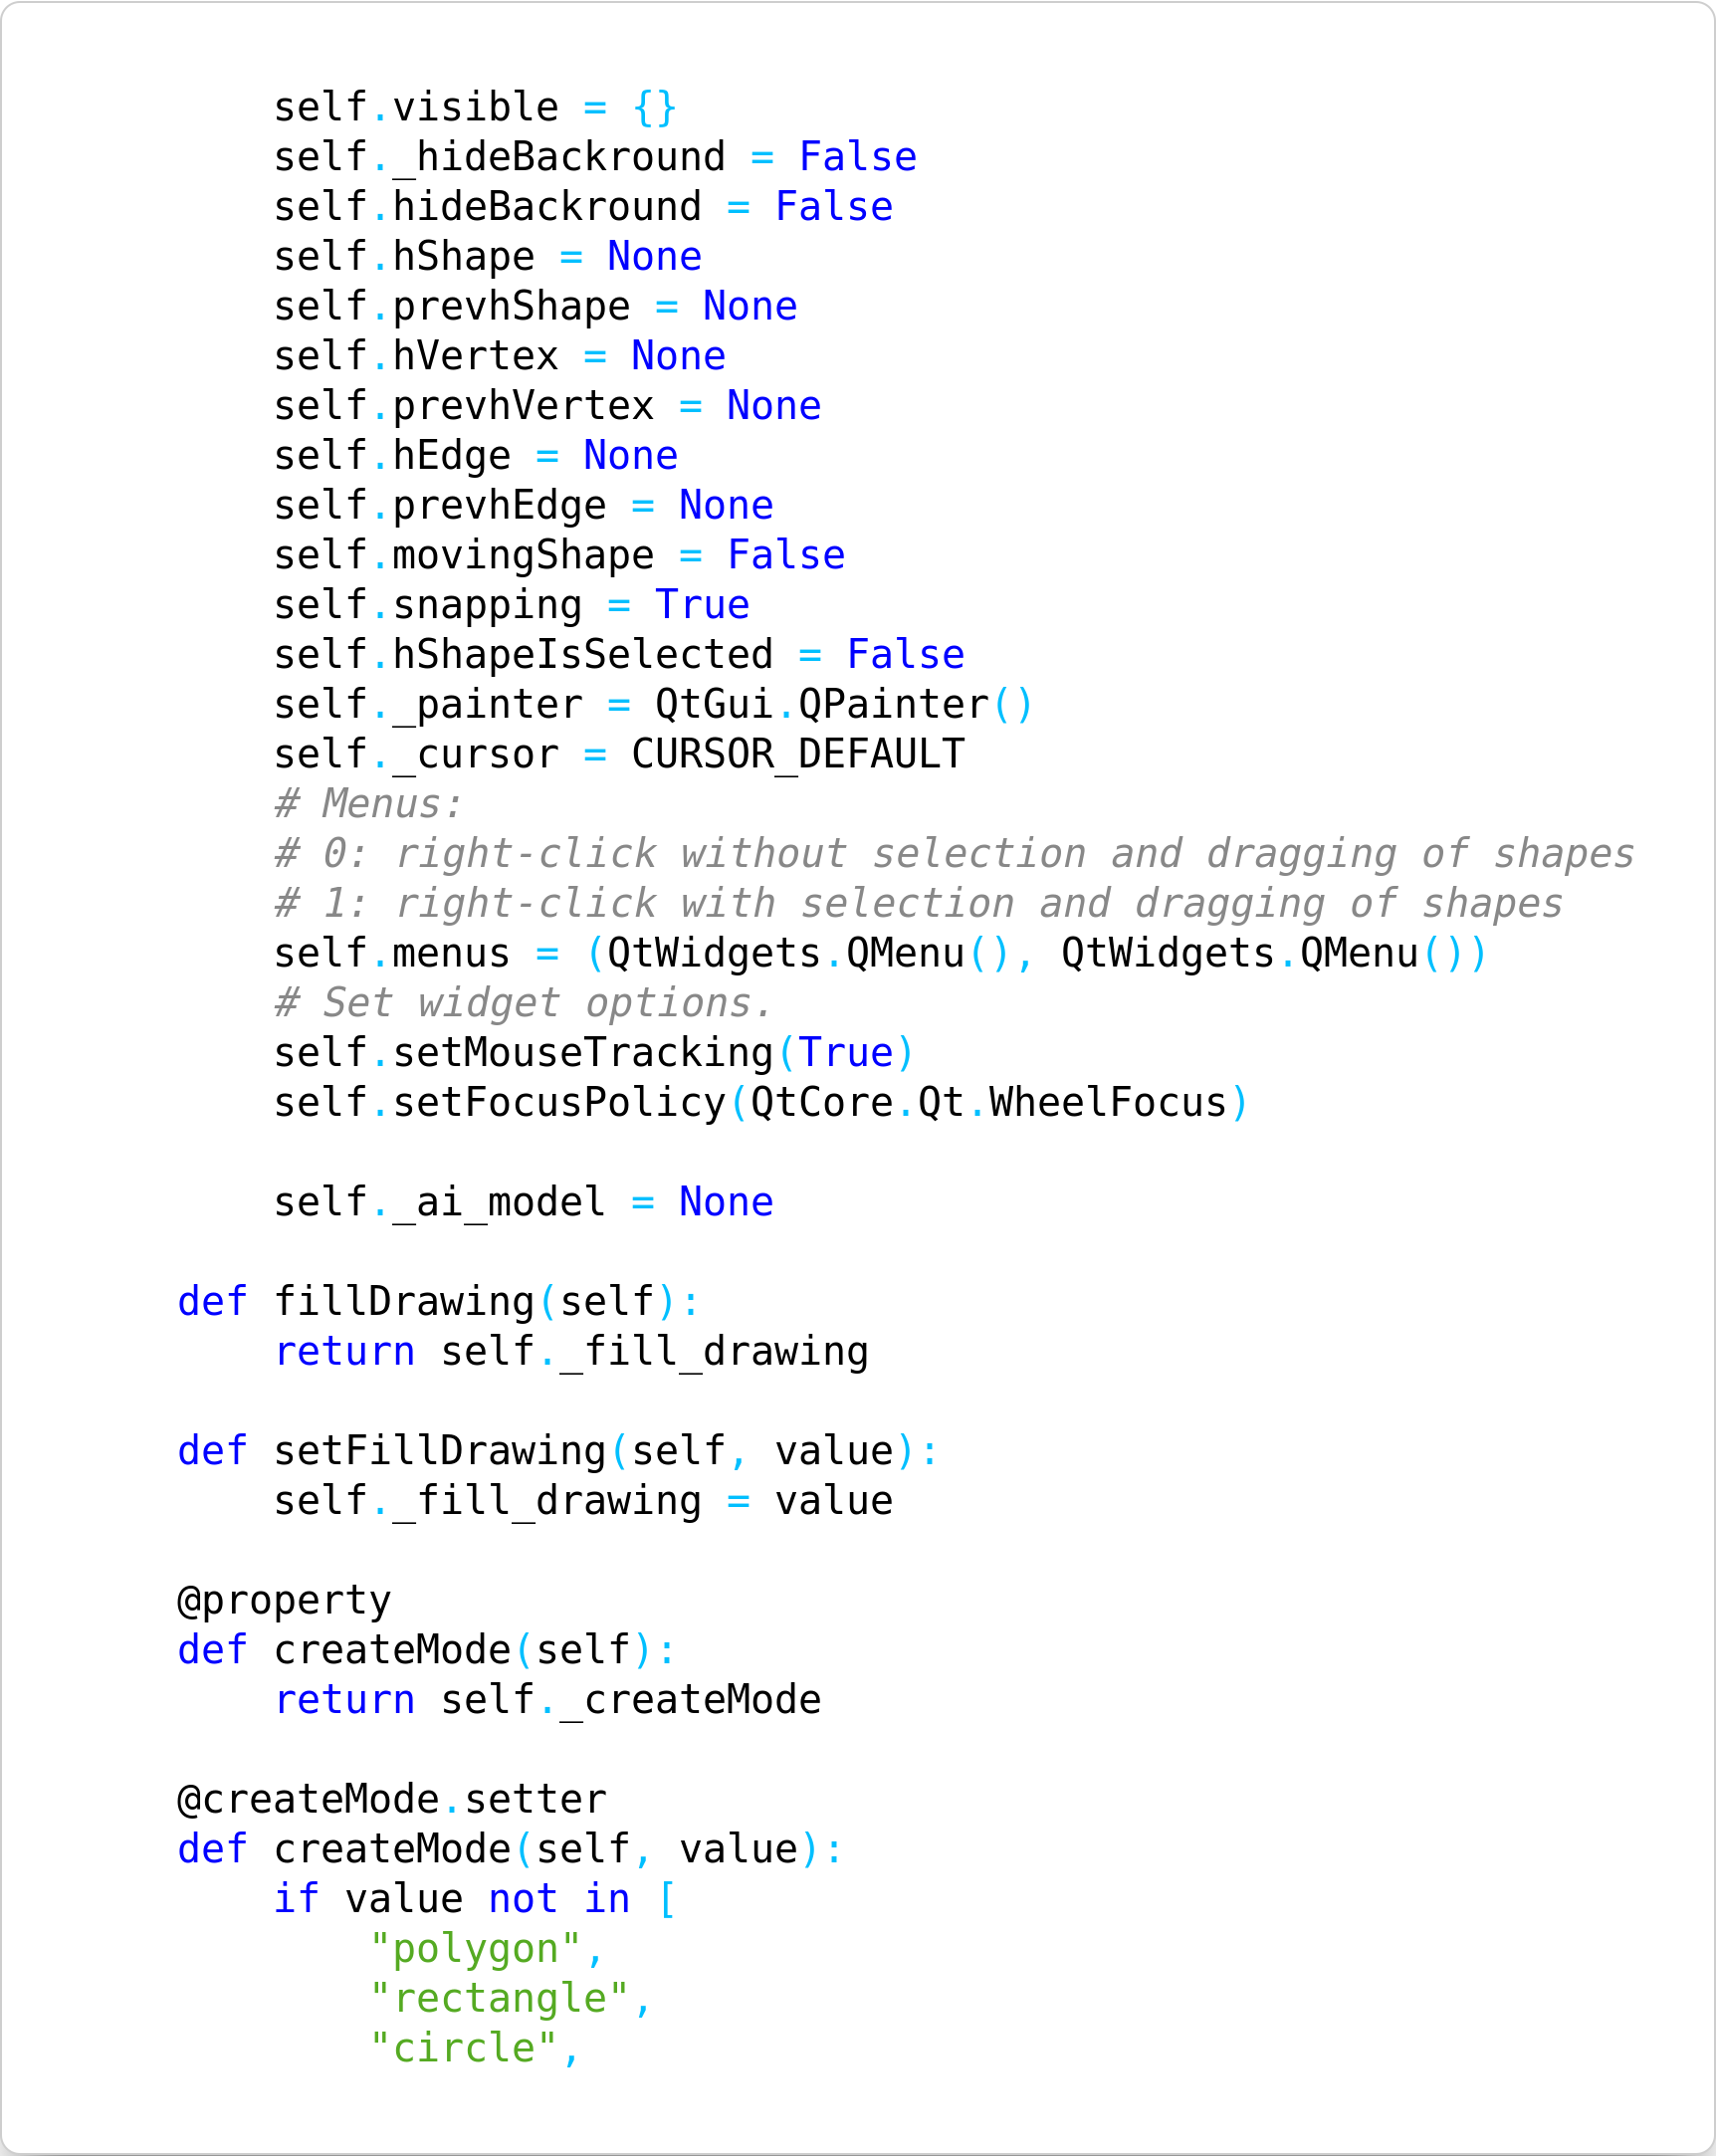 self.visible = {}
        self._hideBackround = False
        self.hideBackround = False
        self.hShape = None
        self.prevhShape = None
        self.hVertex = None
        self.prevhVertex = None
        self.hEdge = None
        self.prevhEdge = None
        self.movingShape = False
        self.snapping = True
        self.hShapeIsSelected = False
        self._painter = QtGui.QPainter()
        self._cursor = CURSOR_DEFAULT
        # Menus:
        # 0: right-click without selection and dragging of shapes
        # 1: right-click with selection and dragging of shapes
        self.menus = (QtWidgets.QMenu(), QtWidgets.QMenu())
        # Set widget options.
        self.setMouseTracking(True)
        self.setFocusPolicy(QtCore.Qt.WheelFocus)

        self._ai_model = None

    def fillDrawing(self):
        return self._fill_drawing

    def setFillDrawing(self, value):
        self._fill_drawing = value

    @property
    def createMode(self):
        return self._createMode

    @createMode.setter
    def createMode(self, value):
        if value not in [
            "polygon",
            "rectangle",
            "circle",